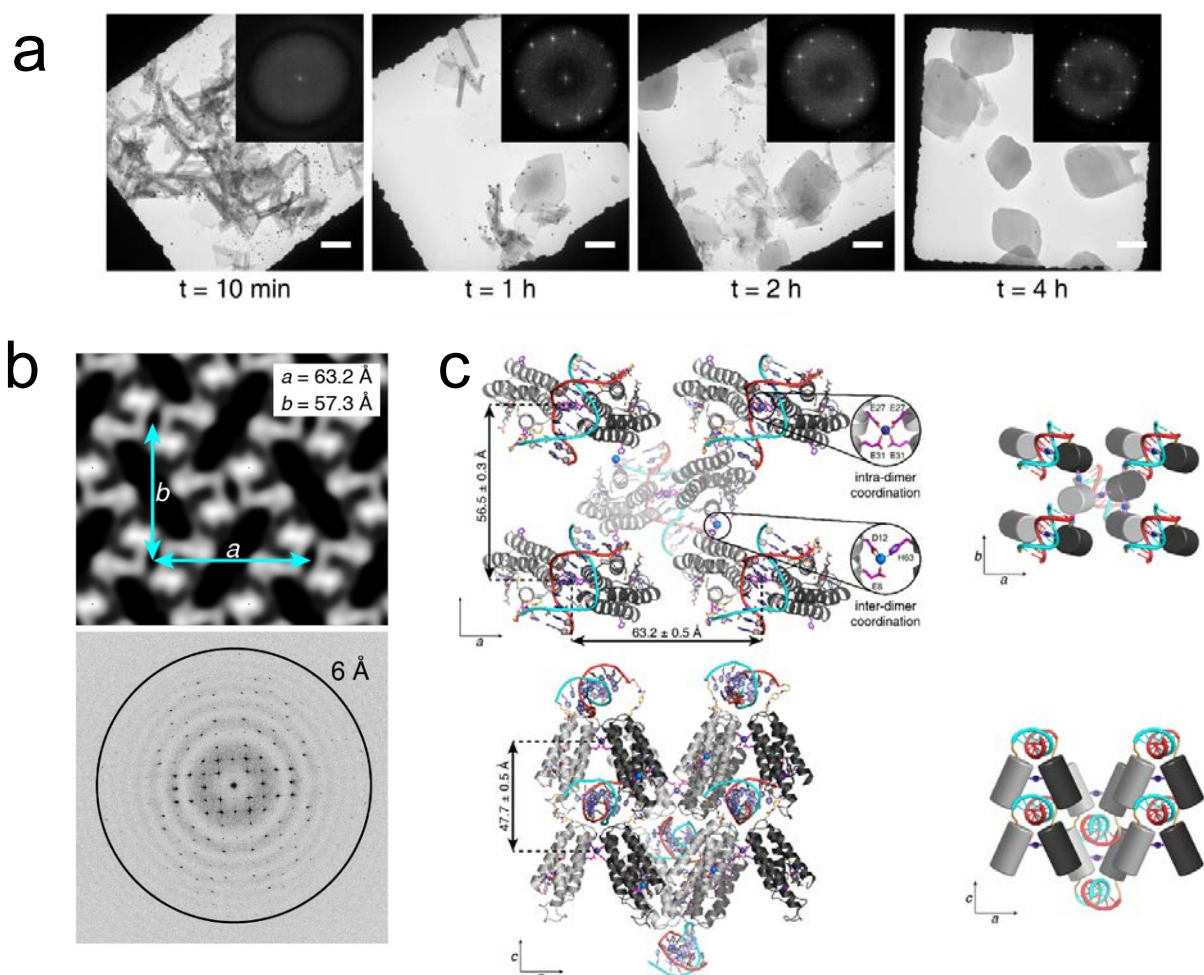 a
t = 10 min
t = 1 h
t = 2 h
t = 4 h
b
a = 63.2 Å
b = 57.3 Å
b
a
6 Å
c
56.5 ± 0.3 Å
63.2 ± 0.5 Å
a
E27 E27
E31 E31
intra-dimer
coordination
D12
H63
E8
inter-dimer
coordination
b
a
47.7 ± 0.5 Å
c
c
a